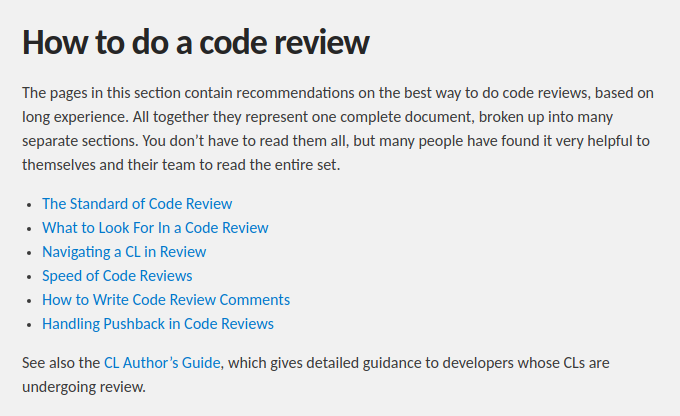 How to do a code review
The pages in this section contain recommendations on the best way to do code reviews, based on
long experience. All together they represent one complete document, broken up into many
separate sections. You don’t have to read them all, but many people have found it very helpful to
themselves and their team to read the entire set.
• The Standard of Code Review
• What to Look For In a Code Review
• Navigating a CL in Review
• Speed of Code Reviews
• How to Write Code Review Comments
• Handling Pushback in Code Reviews
See also the CL Author’s Guide, which gives detailed guidance to developers whose CLs are
undergoing review.